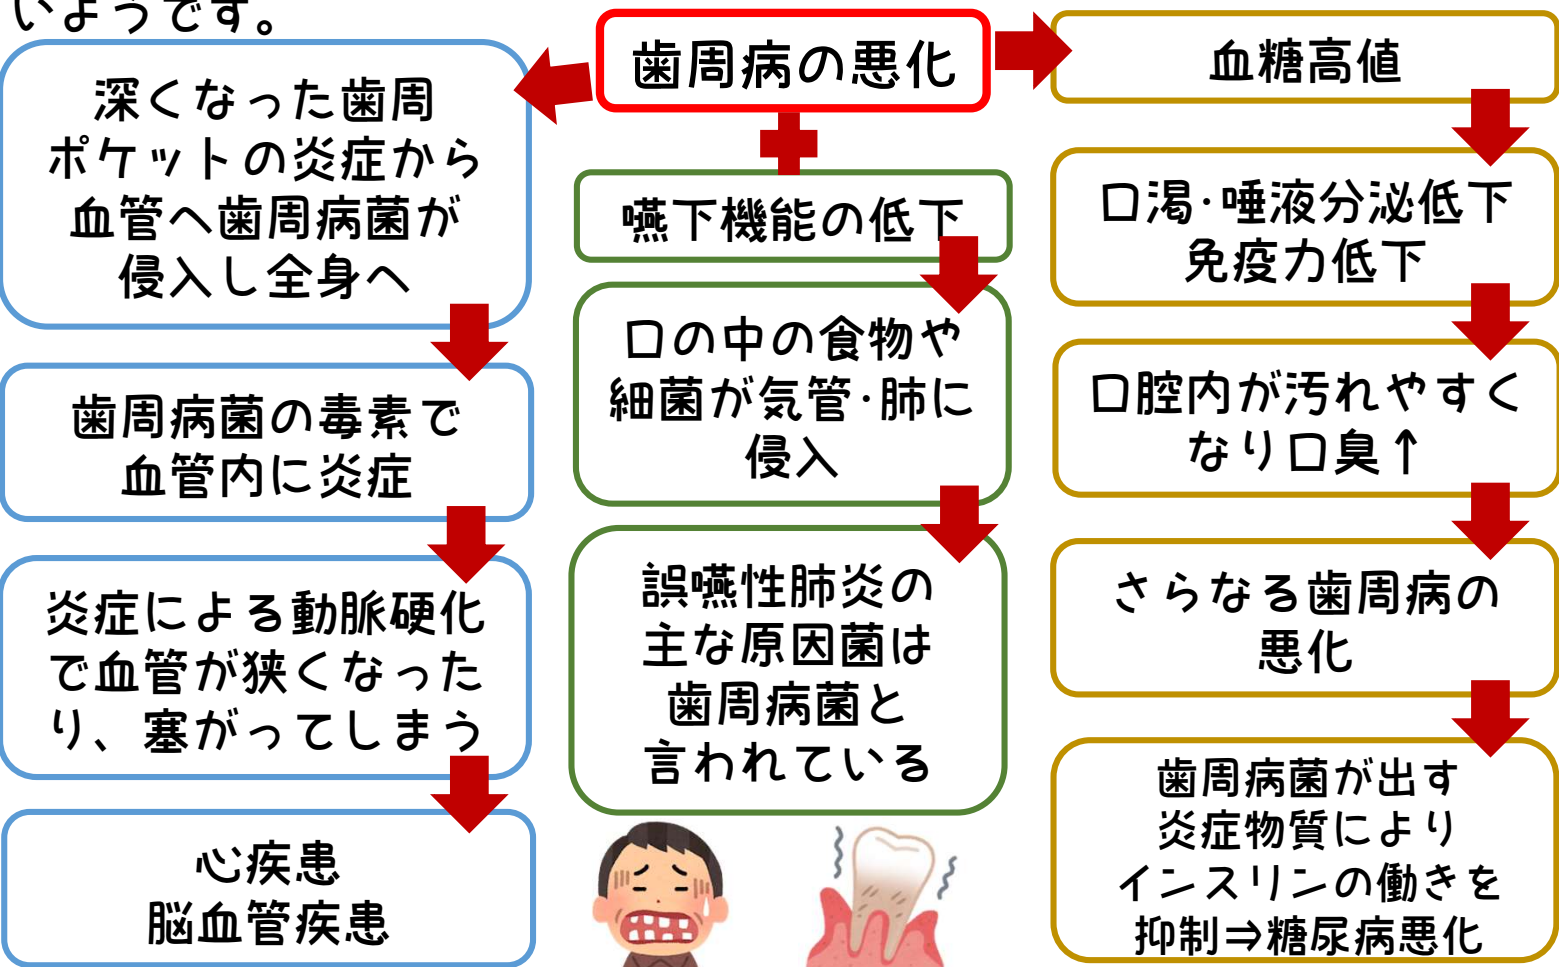 いようです。
歯周病の悪化
深くなった歯周
ポケットの炎症から
血管へ歯周病菌が
侵入し全身へ
歯周病菌の毒素で
血管内に炎症
炎症による動脈硬化
で血管が狭くなった
り、塞がってしまう
心疾患
脳血管疾患
嚥下機能の低下
口の中の食物や
細菌が気管･肺に
侵入
誤嚥性肺炎の
主な原因菌は
歯周病菌と
言われている
血糖高値
口渇･唾液分泌低下
免疫力低下
口腔内が汚れやすく
なり口臭↑
さらなる歯周病の
悪化
歯周病菌が出す
炎症物質により
インスリンの働きを
抑制⇒糖尿病悪化